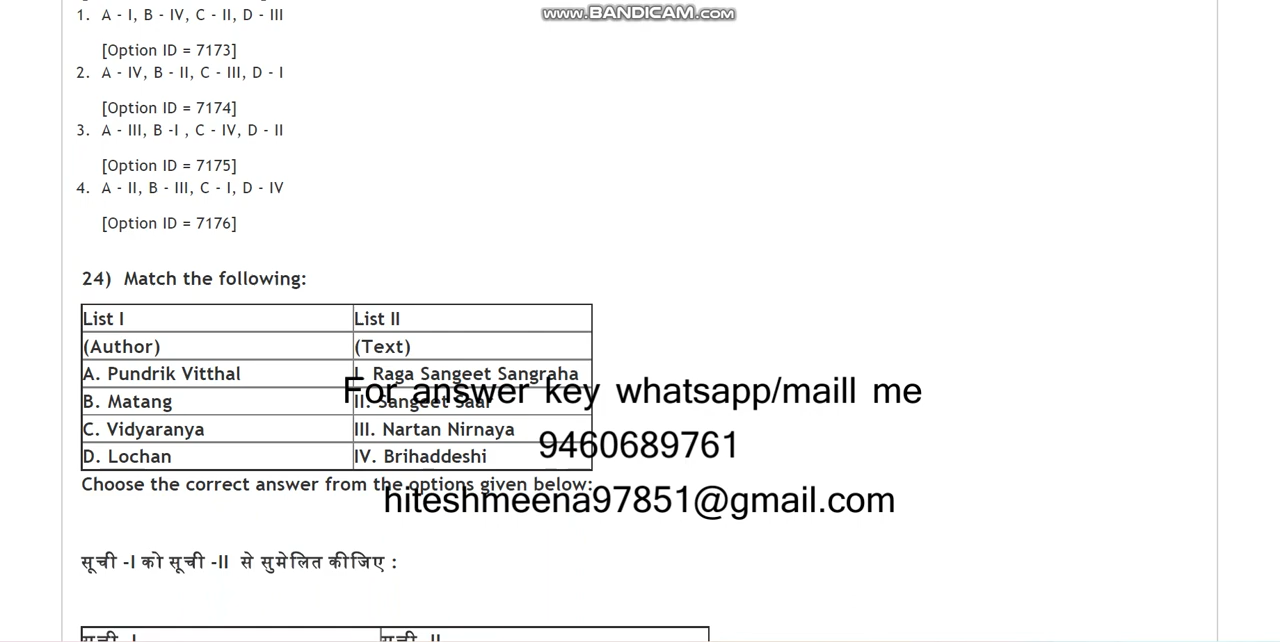 www.BANDICAM.com
1. A - I, B - IV, C - II, D - III
[Option ID = 7173]
2. A - IV, B - II, C - III, D - I
[Option ID = 7174]
3. A - III, B -I , C - IV, D - II
[Option ID = 7175]
4. A - II, B - III, C - I, D - IV
[Option ID = 7176]
24) Match the following:
List I List II
(Author) (Text)
A. Pundrik Vitthal I. Raga Sangeet Sangraha
B. Matang II. Sangeet Saar
C. Vidyaranya III. Nartan Nirnaya
D. Lochan IV. Brihaddeshi
Choose the correct answer from the options given below:
For answer key whatsapp/maill me
9460689761
hiteshmeena97851@gmail.com
सूची -I को सूची -II से सुमेलित कीजिए :